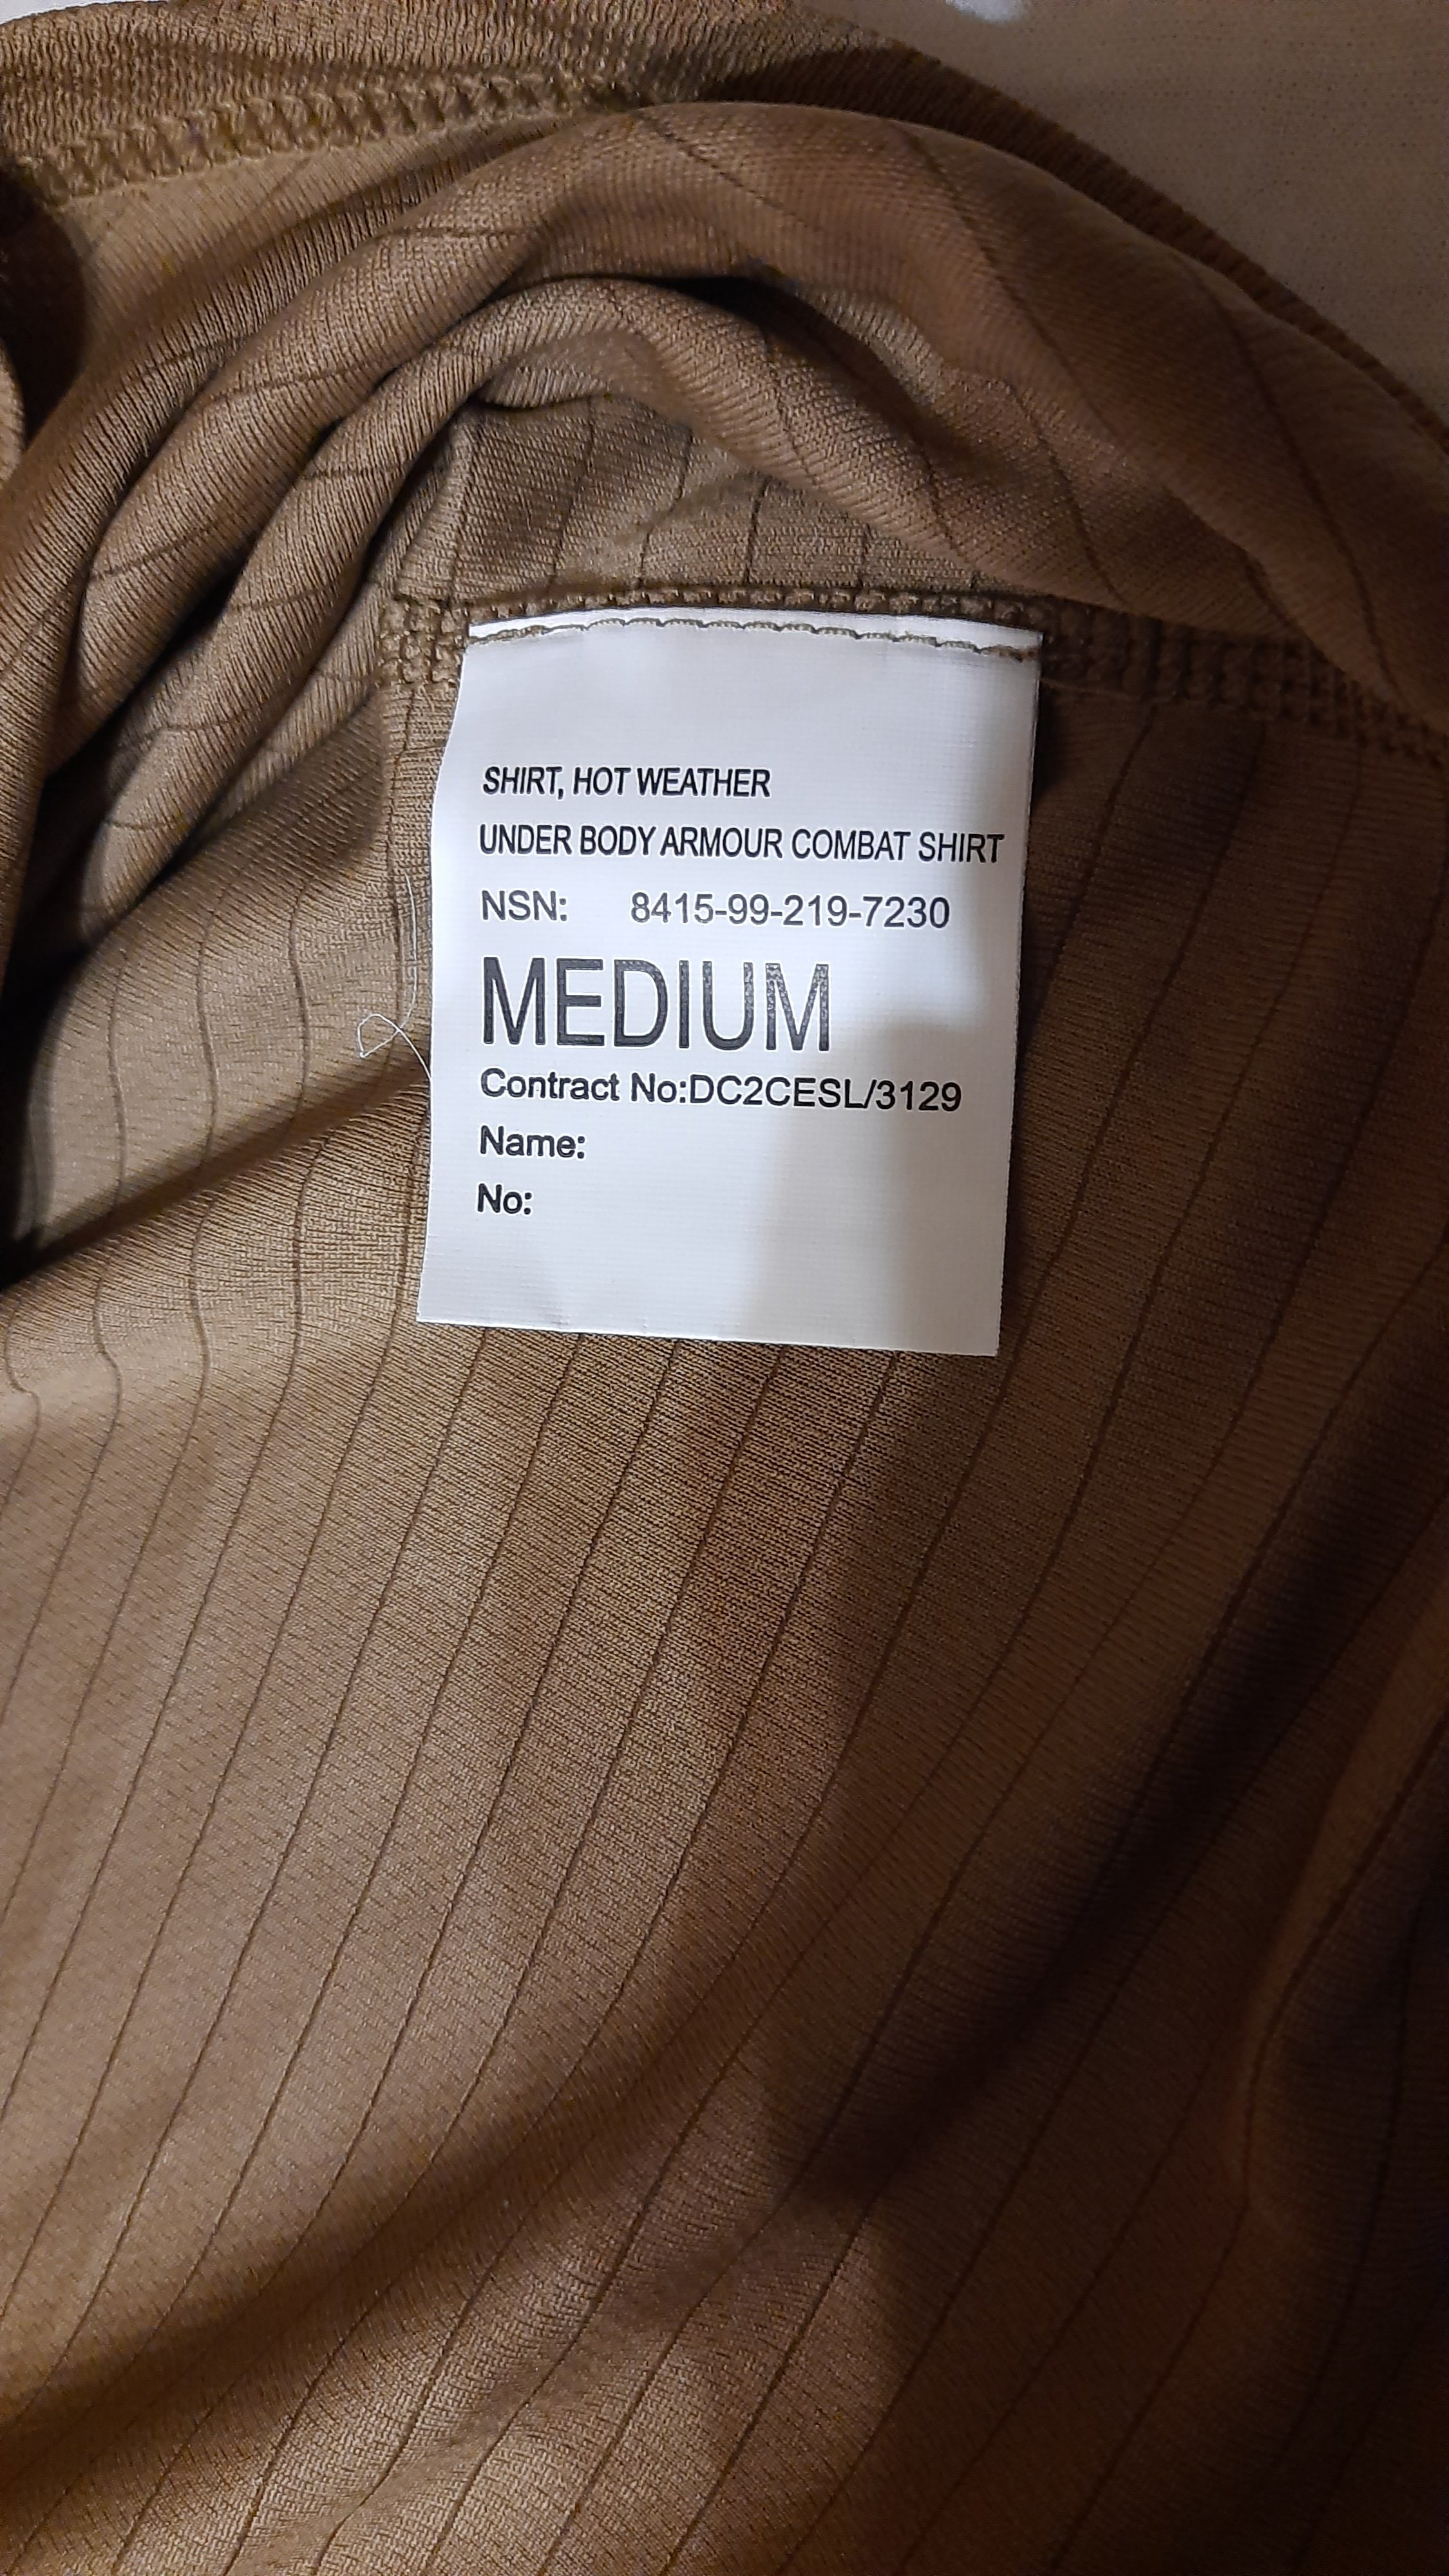 SHIRT, HOT WEATHER
UNDER BODY ARMOUR COMBAT SHIRT
NSN: 8415-99-219-7230
MEDIUM
Contract No:DC2CESL/3129
Name:
No: